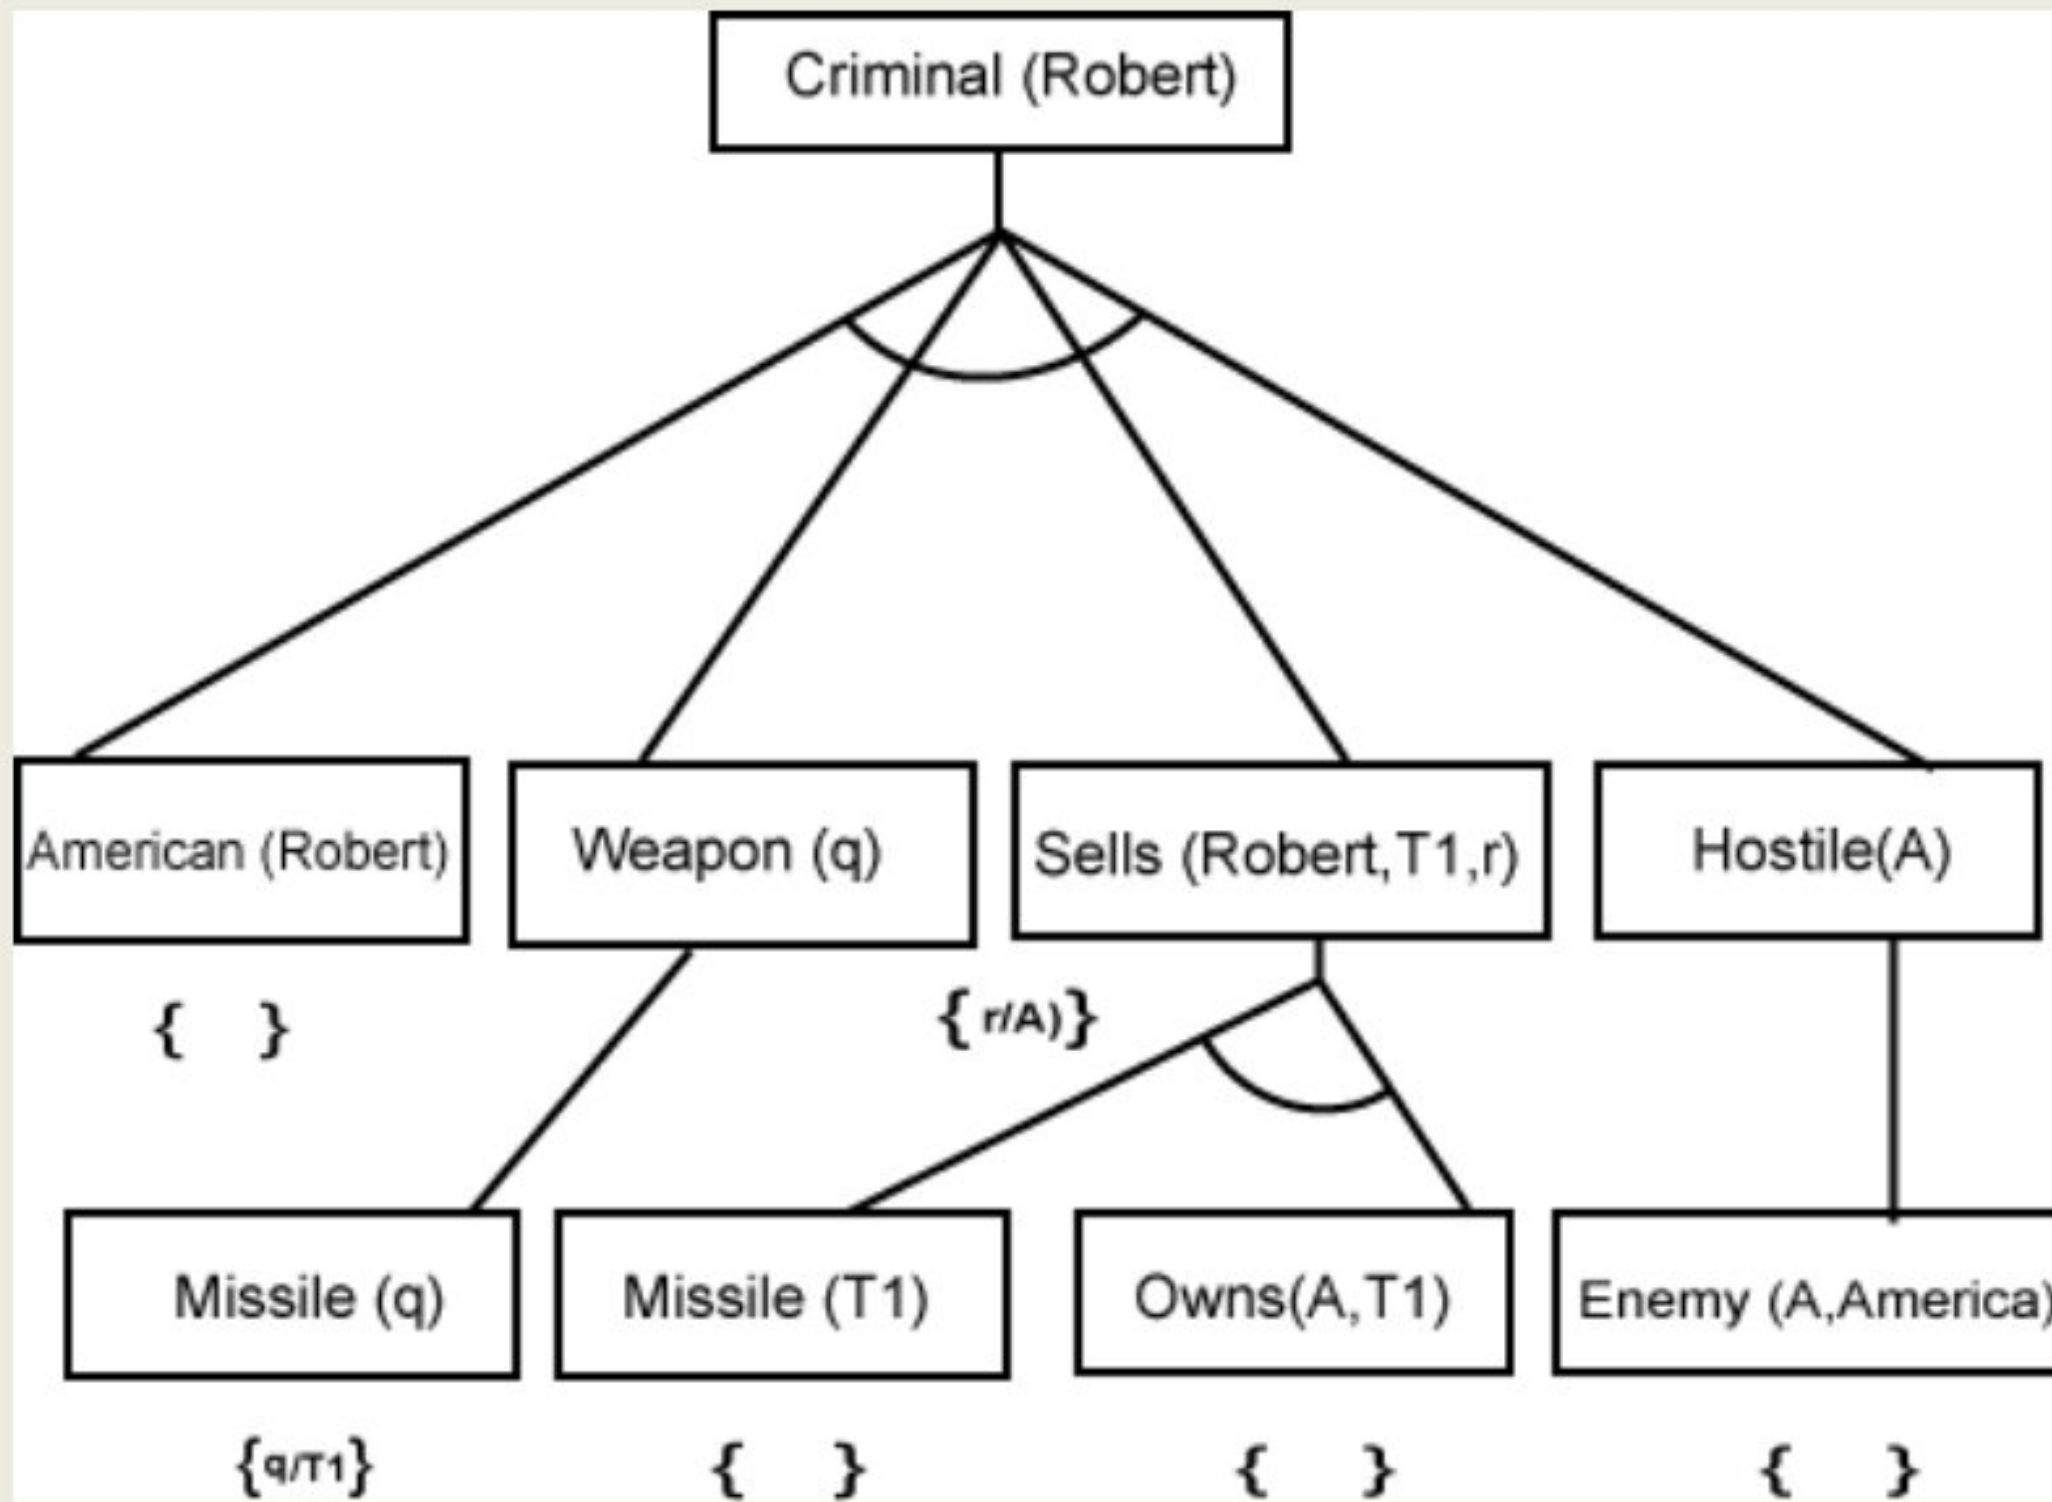 Criminal (Robert)
American (Robert)
Weapon (q)
Sells (Robert,T1,r)
Hostile(A)
{ }
{ r/A)}
Missile (q)
Missile (T1)
Owns(A,T1)
Enemy (A,America)
{q/T1}
{ }
{ }
{ }